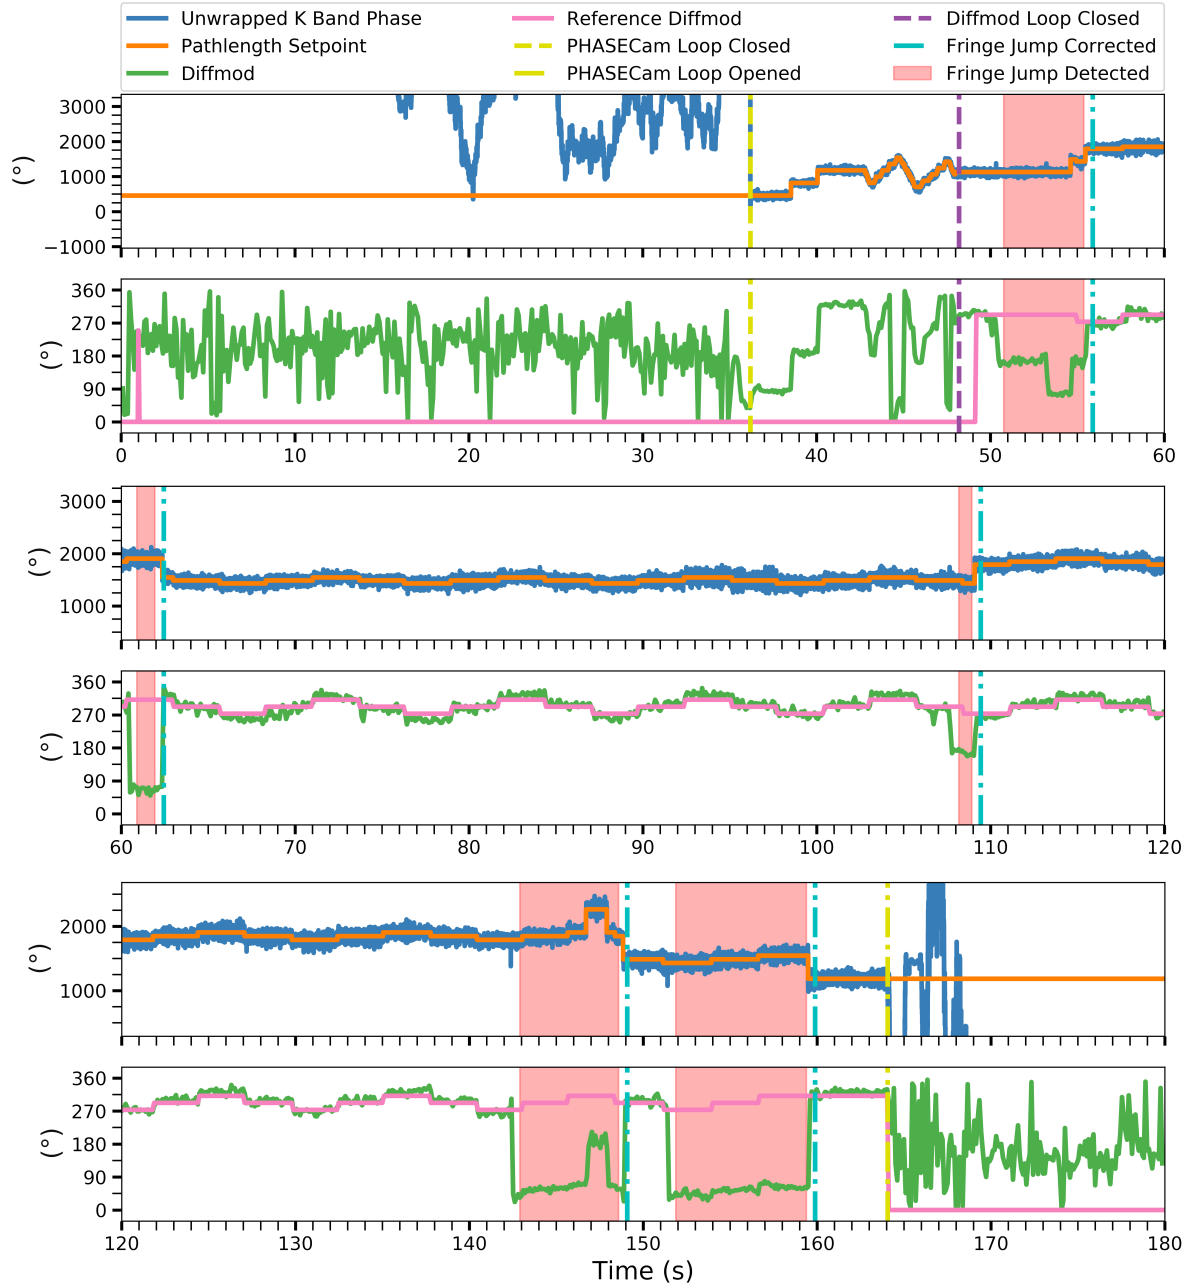 Unwrapped K Band Phase
Pathlength Setpoint
Diffmod
Reference Diffmod
PHASECam Loop Closed
PHASECam Loop Opened
Diffmod Loop Closed
Fringe Jump Corrected
Fringe Jump Detected
3000
2000
1000
0
−1000
(°)
360
270
180
90
0
(°)
0 10 20 30 40 50 60
3000
2000
1000
(°)
360
270
180
90
0
(°)
60 70 80 90 100 110 120
2000
1000
(°)
360
270
180
90
0
(°)
120 130 140 150 160 170 180
Time (s)